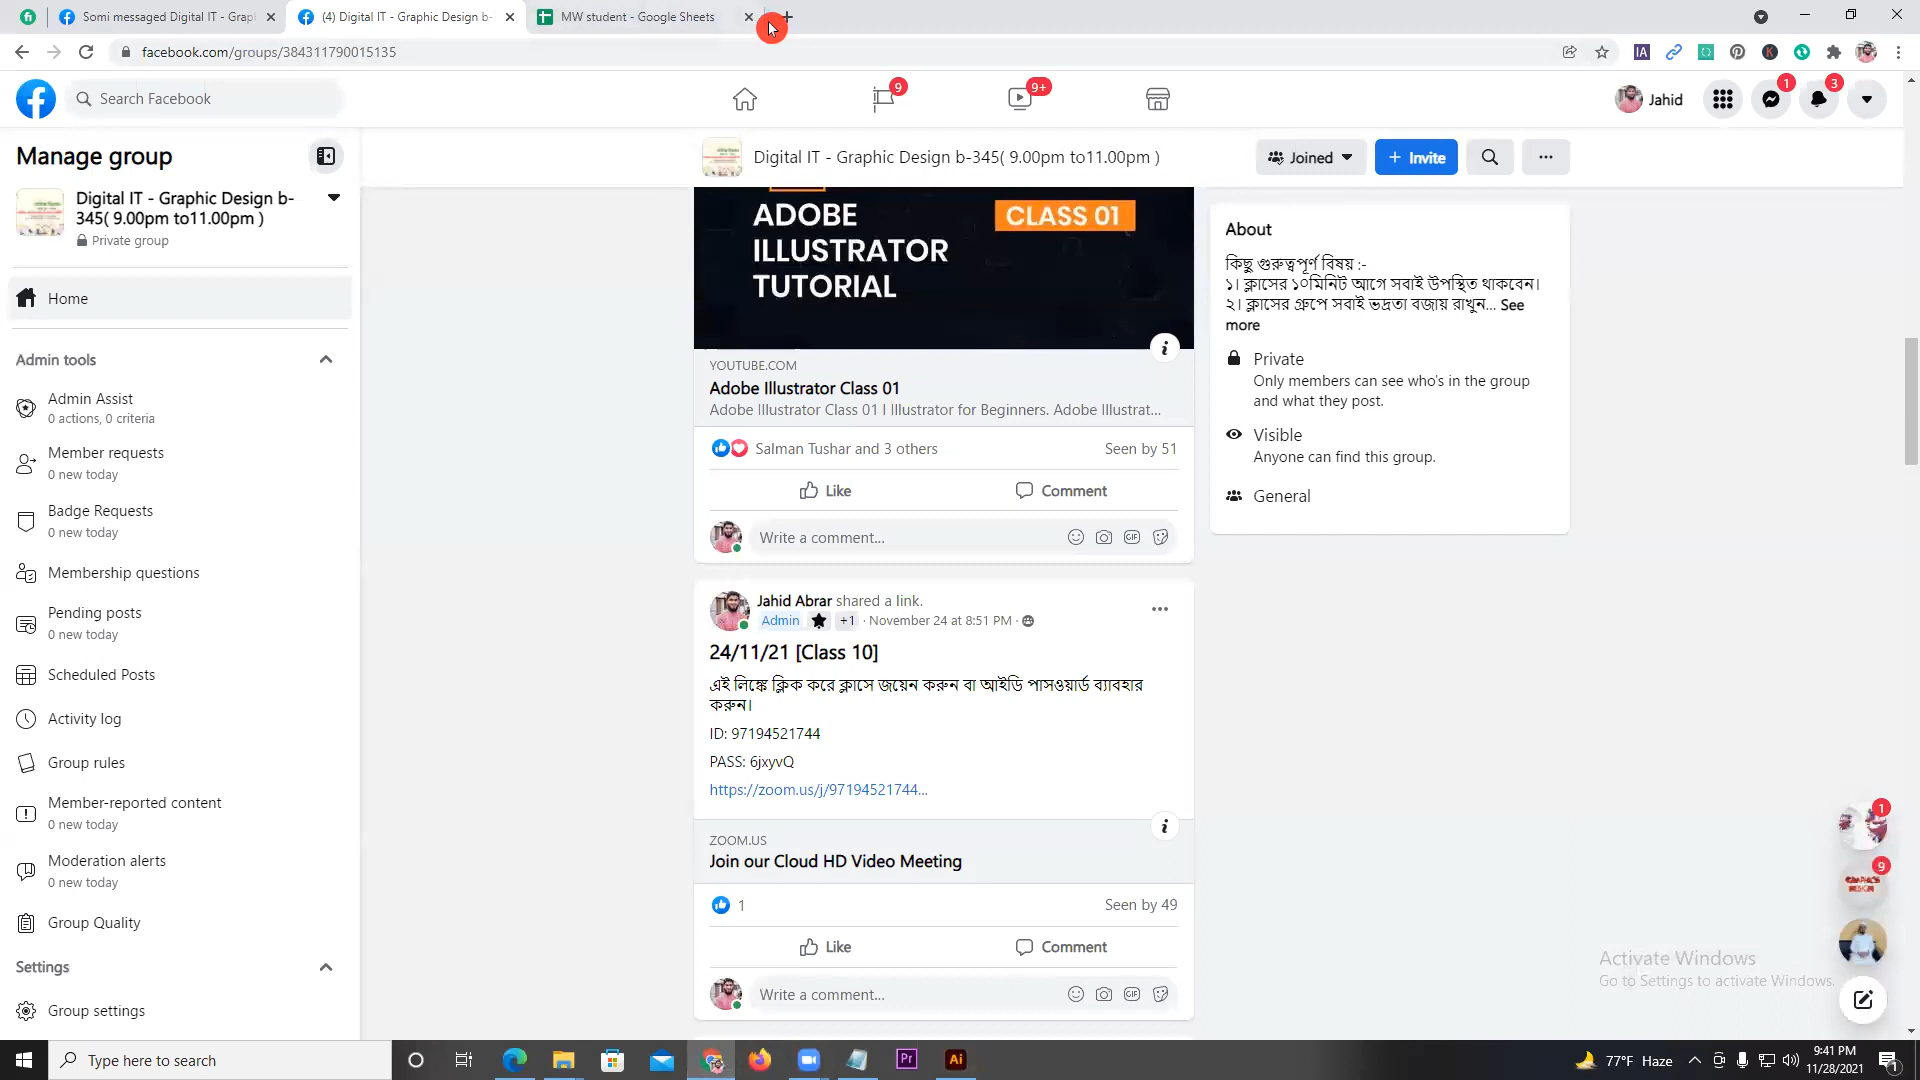 Somi messaged Digital IT - Grap
(4) Digital IT - Graphic Design b-
MW student - Google Sheets
facebook.com/groups/384311790015135
Search Facebook
9
9+
Jahid
1
3
Manage group
Digital IT - Graphic Design b-
345( 9.00pm to11.00pm )
Private group
Home
Admin tools
Admin Assist
0 actions, 0 criteria
Member requests
0 new today
Badge Requests
0 new today
Membership questions
Pending posts
0 new today
Scheduled Posts
Activity log
Group rules
Member-reported content
0 new today
Moderation alerts
0 new today
Group Quality
Settings
Group settings
Digital IT - Graphic Design b-345( 9.00pm to11.00pm )
Joined
+ Invite
ADOBE
ILLUSTRATOR
TUTORIAL
CLASS 01
YOUTUBE.COM
Adobe Illustrator Class 01
Adobe Illustrator Class 01 I Illustrator for Beginners. Adobe Illustrat...
Salman Tushar and 3 others
Seen by 51
Like
Comment
Write a comment...
GIF
Jahid Abrar shared a link.
Admin +1 · November 24 at 8:51 PM ·
24/11/21 [Class 10]
এই লিঙ্কে ক্লিক করে ক্লাসে জয়েন করুন বা আইডি পাসওয়ার্ড ব্যাবহার
করুন।
ID: 97194521744
PASS: 6jxyvQ
https://zoom.us/j/97194521744...
ZOOM.US
Join our Cloud HD Video Meeting
1
Seen by 49
Like
Comment
Write a comment...
GIF
About
কিছু গুরুত্বপূর্ণ বিষয় :-
১। ক্লাসের ১০মিনিট আগে সবাই উপস্থিত থাকবেন।
২। ক্লাসের গ্রুপে সবাই ভদ্রতা বজায় রাখুন... See
more
Private
Only members can see who's in the group
and what they post.
Visible
Anyone can find this group.
General
1
9
GRAPHICS
DESIGN
Activate Windows
Go to Settings to activate Windows.
Type here to search
Pr
Ai
77°F Haze
9:41 PM
11/28/2021
1